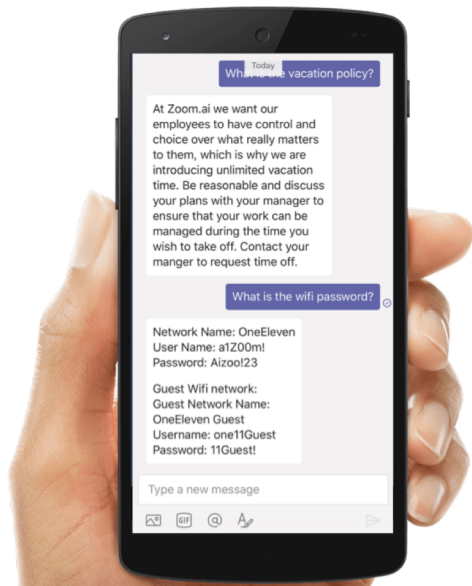 Today
What is the vacation policy?
At Zoom.ai we want our
employees to have control and
choice over what really matters
to them, which is why we are
introducing unlimited vacation
time. Be reasonable and discuss
your plans with your manager to
ensure that your work can be
managed during the time you
wish to take off. Contact your
manger to request time off.
What is the wifi password?
Network Name: OneEleven
User Name: a1Z00m!
Password: Aizoo!23
Guest Wifi network:
Guest Network Name:
OneEleven Guest
Username: one11Guest
Password: 11Guest!
Type a new message
GIF